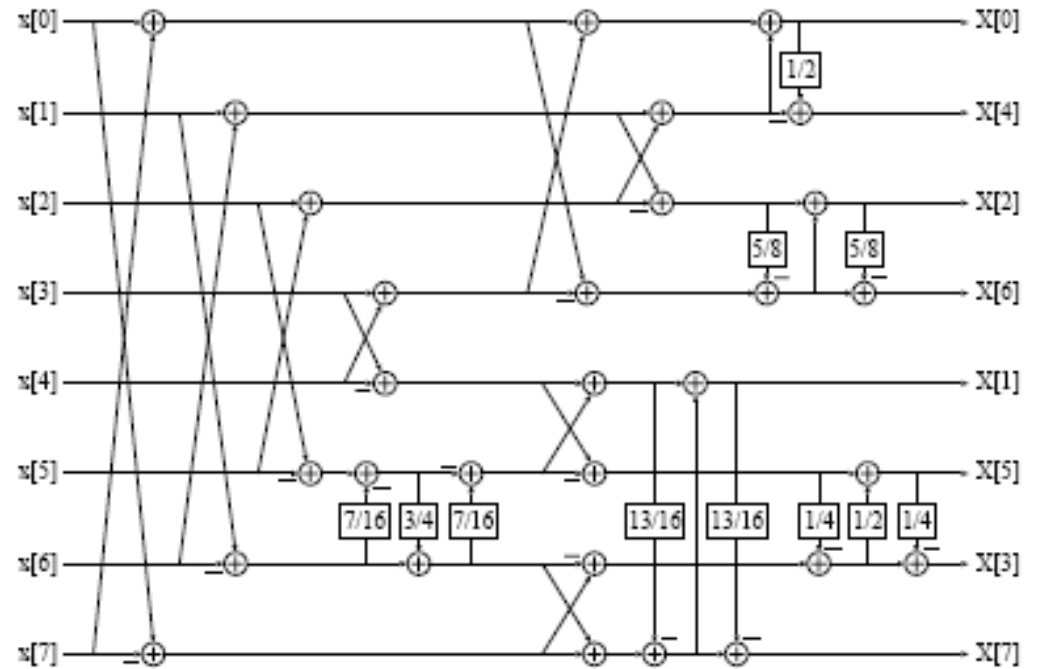 x[0] X[0]
1/2
x[1] X[4]
x[2] X[2]
5/8 5/8
x[3] X[6]
x[4] X[1]
x[5] X[5]
7/16 3/4 7/16 13/16 13/16 1/4 1/2 1/4
x[6] X[3]
x[7] X[7]